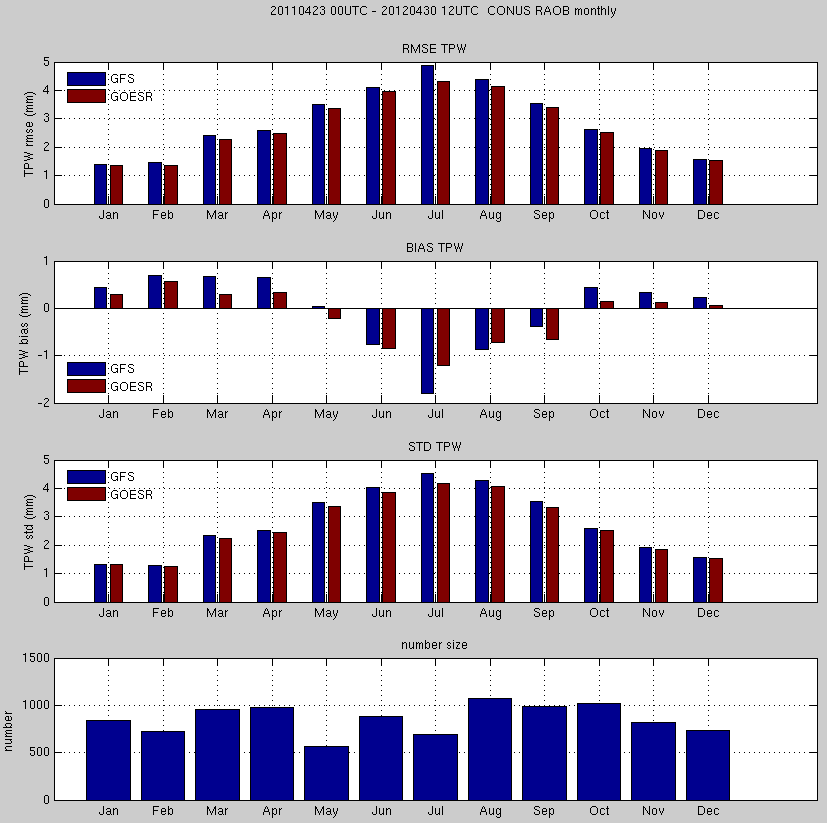 20110423 00UTC - 20120430 12UTC  CONUS RAOB monthly
RMSE TPW
5
4
3
2
1
0
TPW rmse (mm)
GFS
GOESR
Jan Feb Mar Apr May Jun Jul Aug Sep Oct Nov Dec
BIAS TPW
1
0
-1
-2
TPW bias (mm)
GFS
GOESR
Jan Feb Mar Apr May Jun Jul Aug Sep Oct Nov Dec
STD TPW
5
4
3
2
1
0
TPW std (mm)
GFS
GOESR
Jan Feb Mar Apr May Jun Jul Aug Sep Oct Nov Dec
number size
1500
1000
500
0
number
Jan Feb Mar Apr May Jun Jul Aug Sep Oct Nov Dec